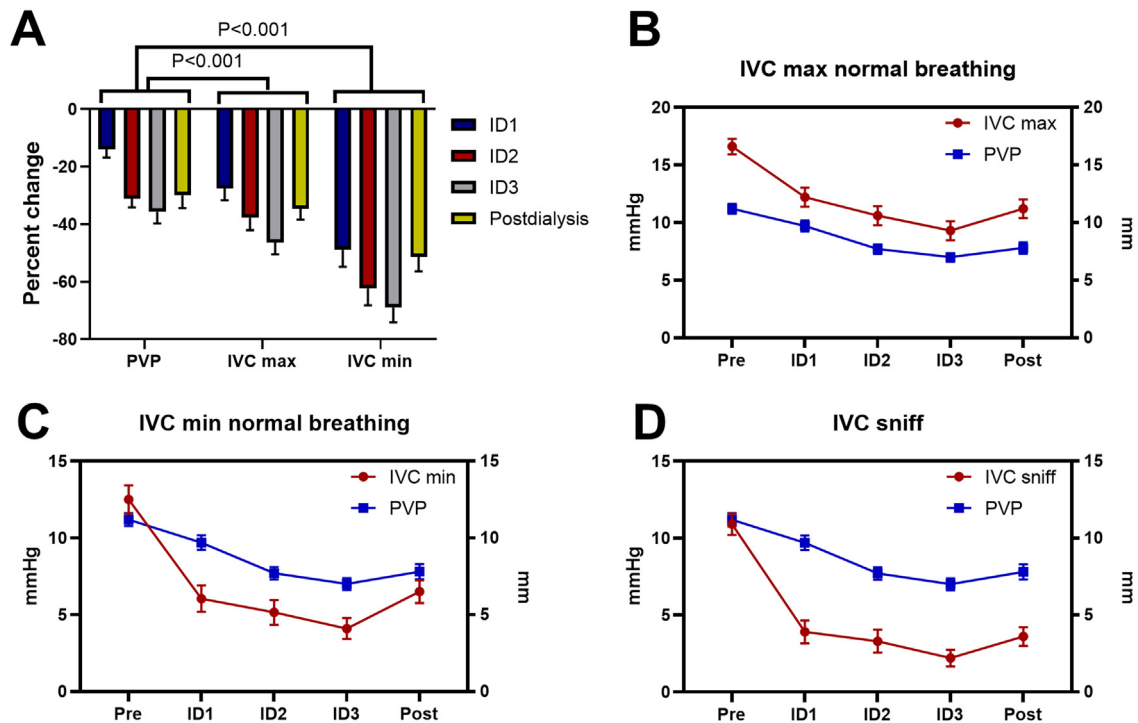 A
P<0.001
P<0.001
0
-20
-40
-60
-80
Percent change
PVP IVC max IVC min
ID1
ID2
ID3
Postdialysis
B
IVC max normal breathing
20 20
15 15
10 10
5 5
0 0
mmHg
mm
IVC max
PVP
Pre ID1 ID2 ID3 Post
C
IVC min normal breathing
15 15
10 10
5 5
0 0
mmHg
mm
IVC min
PVP
Pre ID1 ID2 ID3 Post
D
IVC sniff
15 15
10 10
5 5
0 0
mmHg
mm
IVC sniff
PVP
Pre ID1 ID2 ID3 Post